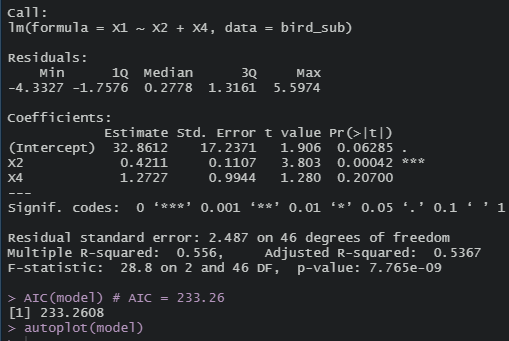 Call:
lm(formula = X1 ~ X2 + X4, data = bird_sub)
Residuals:
    Min      1Q  Median      3Q     Max
-4.3327 -1.7576  0.2778  1.3161  5.5974
Coefficients:
            Estimate Std. Error t value Pr(>|t|)
(Intercept)  32.8612    17.2371   1.906  0.06285 .
X2            0.4211     0.1107   3.803  0.00042 ***
X4            1.2727     0.9944   1.280  0.20700
---
Signif. codes:  0 ‘***’ 0.001 ‘**’ 0.01 ‘*’ 0.05 ‘.’ 0.1 ‘ ’ 1
Residual standard error: 2.487 on 46 degrees of freedom
Multiple R-squared:  0.556,     Adjusted R-squared:  0.5367
F-statistic:  28.8 on 2 and 46 DF,  p-value: 7.765e-09
> AIC(model) # AIC = 233.26
[1] 233.2608
> autoplot(model)